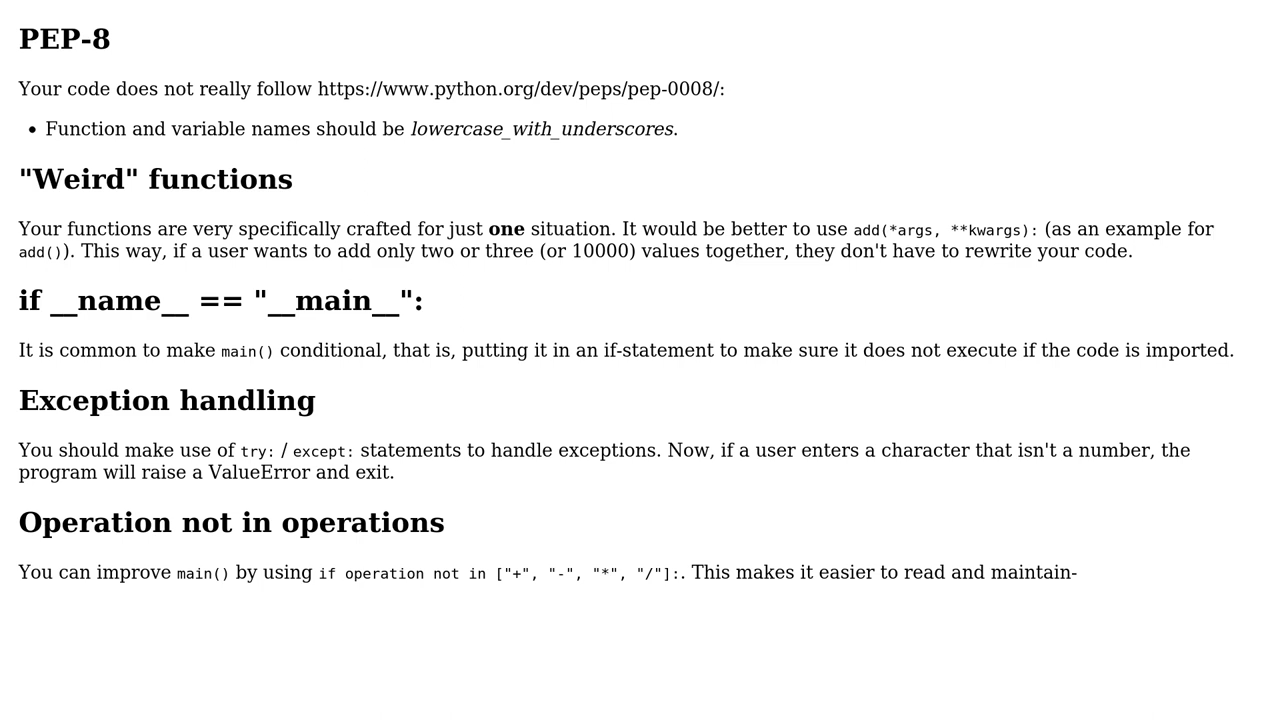 PEP-8
Your code does not really follow https://www.python.org/dev/peps/pep-0008/:
• Function and variable names should be lowercase_with_underscores.
"Weird" functions
Your functions are very specifically crafted for just one situation. It would be better to use add(*args, **kwargs): (as an example for
add()). This way, if a user wants to add only two or three (or 10000) values together, they don't have to rewrite your code.
if __name__ == "__main__":
It is common to make main() conditional, that is, putting it in an if-statement to make sure it does not execute if the code is imported.
Exception handling
You should make use of try: / except: statements to handle exceptions. Now, if a user enters a character that isn't a number, the
program will raise a ValueError and exit.
Operation not in operations
You can improve main() by using if operation not in ["+", "-", "*", "/"]:. This makes it easier to read and maintain-